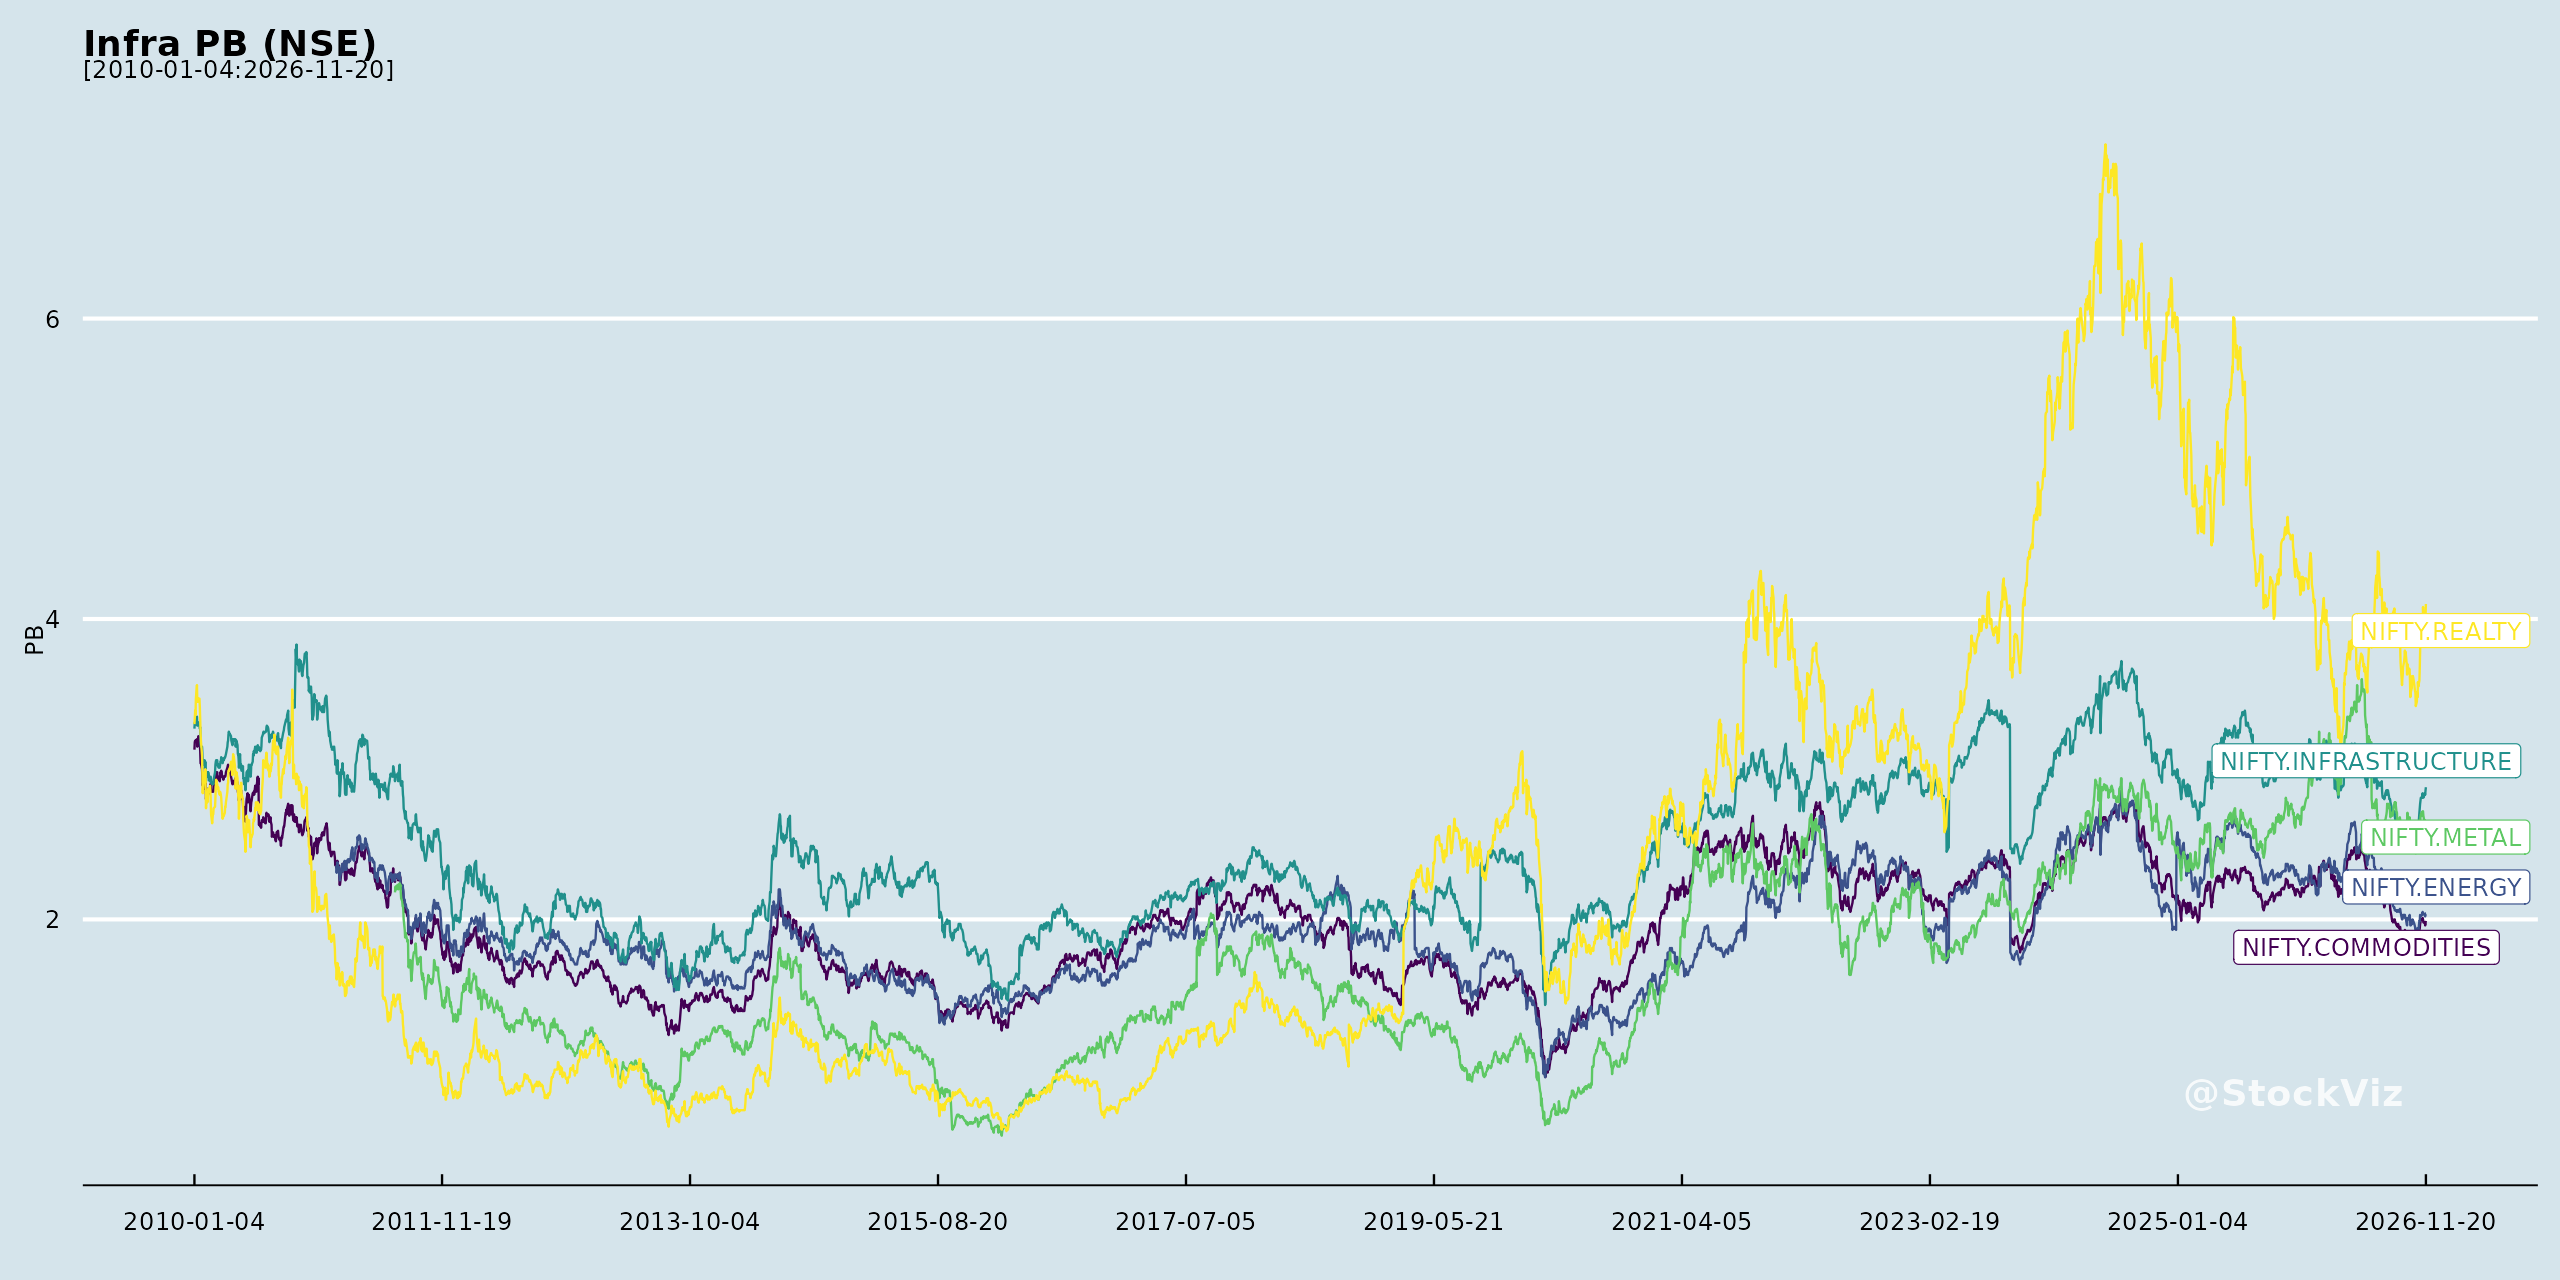 Infra PB (NSE)
[2010-01-04:2026-11-20]
6
4
PB
2
NIFTY.REALTY
NIFTY.INFRASTRUCTURE
NIFTY.METAL
NIFTY.ENERGY
NIFTY.COMMODITIES
@StockViz
2010-01-04
2011-11-19
2013-10-04
2015-08-20
2017-07-05
2019-05-21
2021-04-05
2023-02-19
2025-01-04
2026-11-20